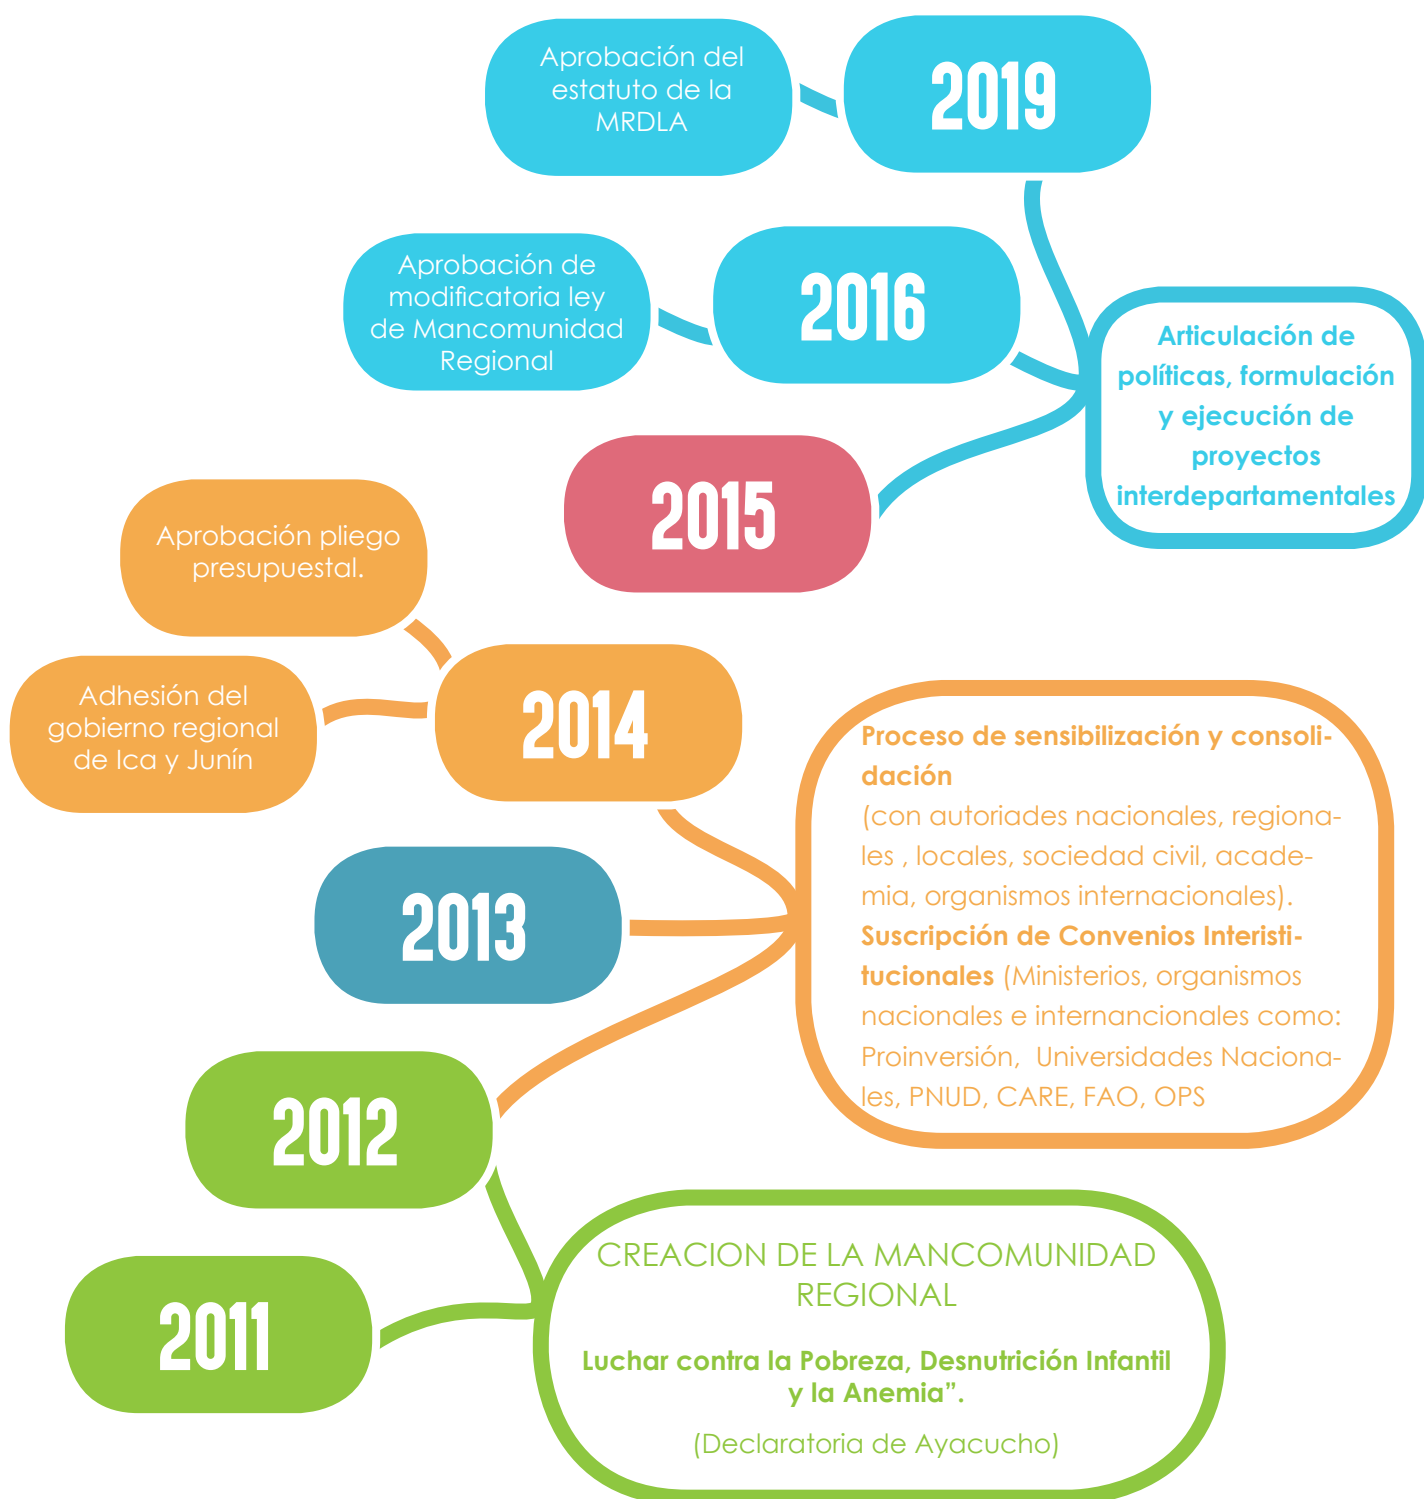 Aprobación del
estatuto de la
MRDLA
2019
Aprobación de
modificatoria ley
de Mancomunidad
Regional
2016
Articulación de
políticas, formulación
y ejecución de
proyectos
interdepartamentales
2015
Aprobación pliego
presupuestal.
Adhesión del
gobierno regional
de Ica y Junín
2014
Proceso de sensibilización y consoli-
dación
(con autoriades nacionales, regiona-
les , locales, sociedad civil, acade-
mia, organismos internacionales).
Suscripción de Convenios Interisti-
tucionales (Ministerios, organismos
nacionales e internancionales como:
Proinversión, Universidades Naciona-
les, PNUD, CARE, FAO, OPS
2013
2012
2011
CREACION DE LA MANCOMUNIDAD
REGIONAL
Luchar contra la Pobreza, Desnutrición Infantil
y la Anemia”.
(Declaratoria de Ayacucho)